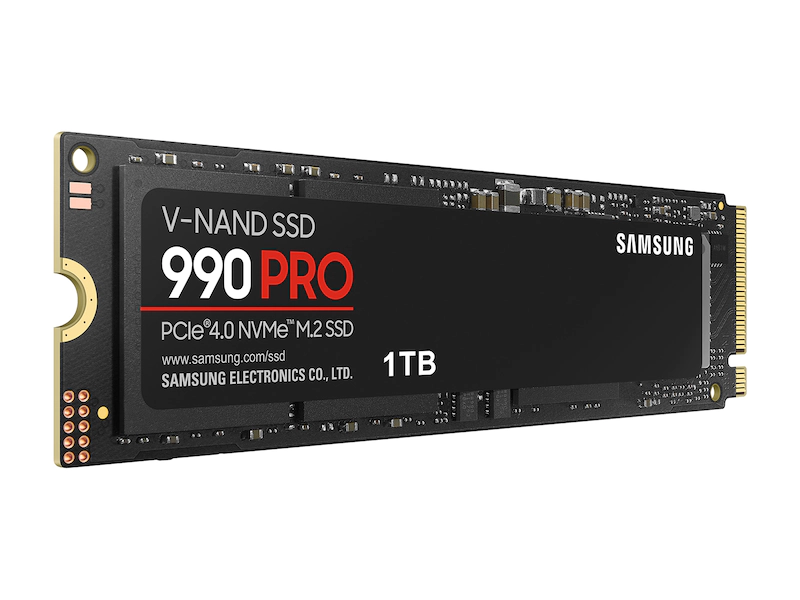 V-NAND SSD
990 PRO
PCIe®4.0 NVMe™ M.2 SSD
www.samsung.com/ssd
SAMSUNG ELECTRONICS CO., LTD.
1TB
SAMSUNG